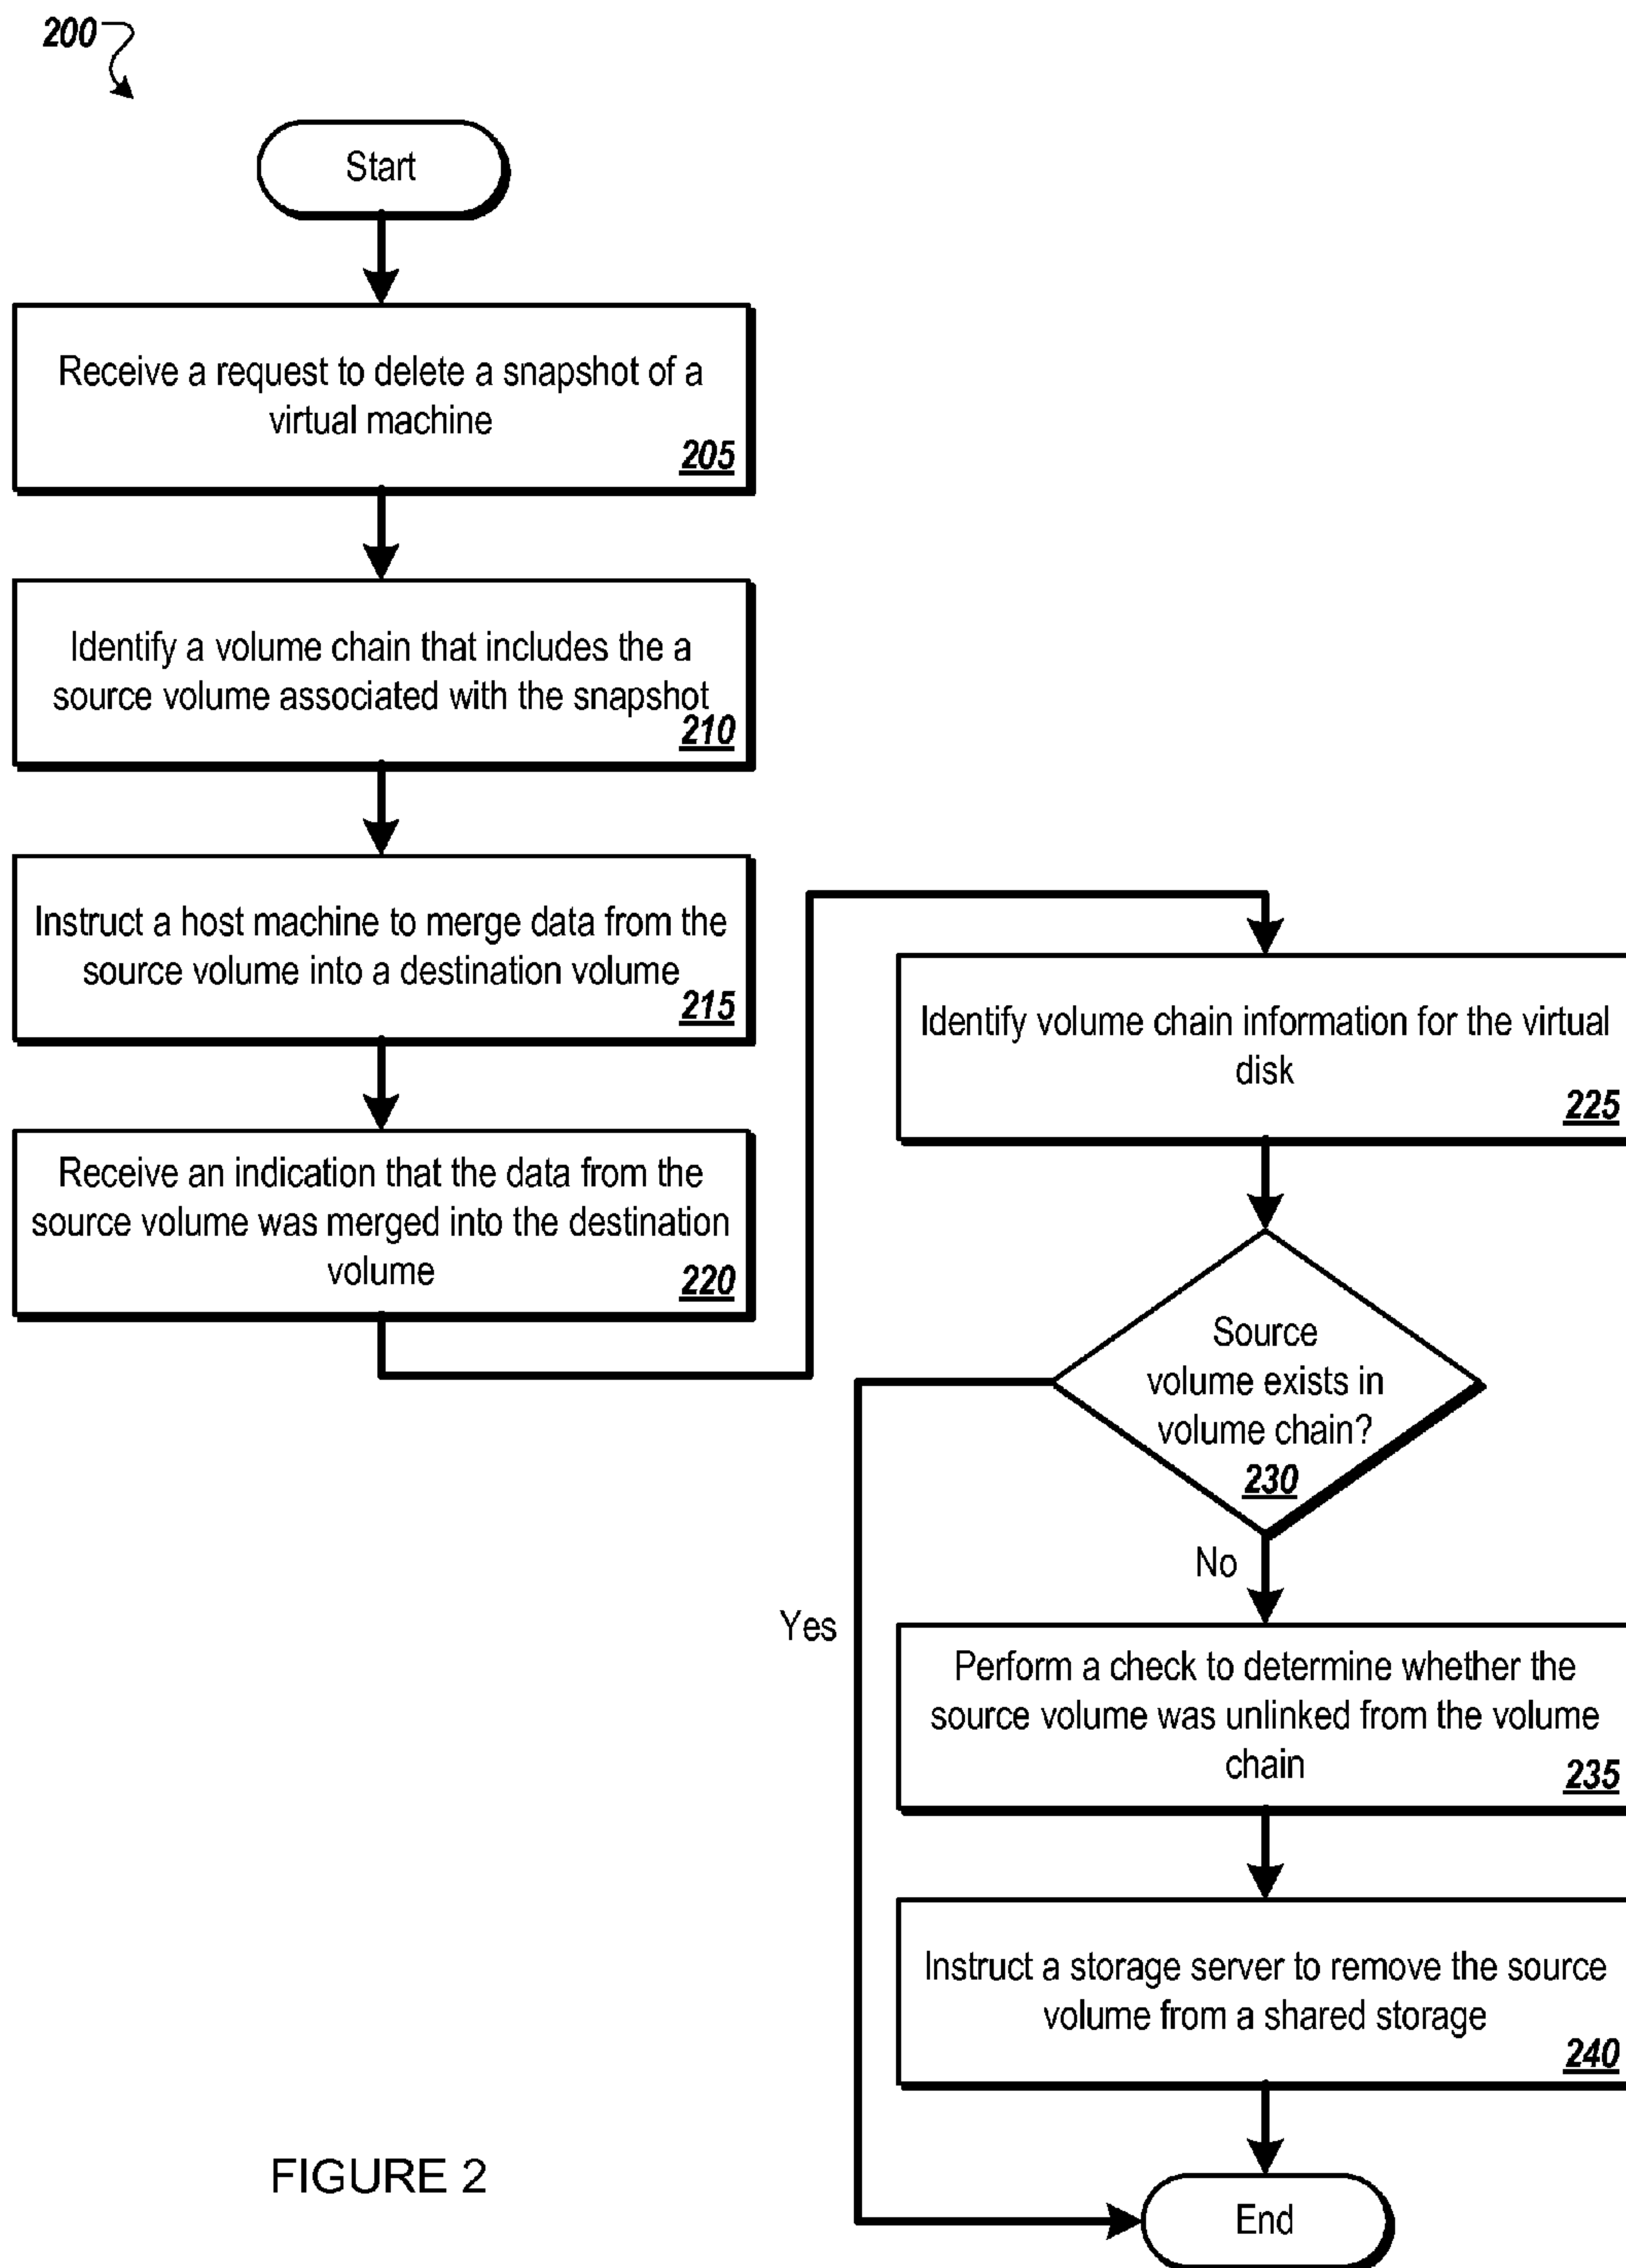 200
Start
Receive a request to delete a snapshot of a
virtual machine
205
Identify a volume chain that includes the a
source volume associated with the snapshot
210
Instruct a host machine to merge data from the
source volume into a destination volume
215
Receive an indication that the data from the
source volume was merged into the destination
volume
220
Identify volume chain information for the virtual
disk
225
Source
volume exists in
volume chain?
230
No
Yes
Perform a check to determine whether the
source volume was unlinked from the volume
chain
235
Instruct a storage server to remove the source
volume from a shared storage
240
End
FIGURE 2